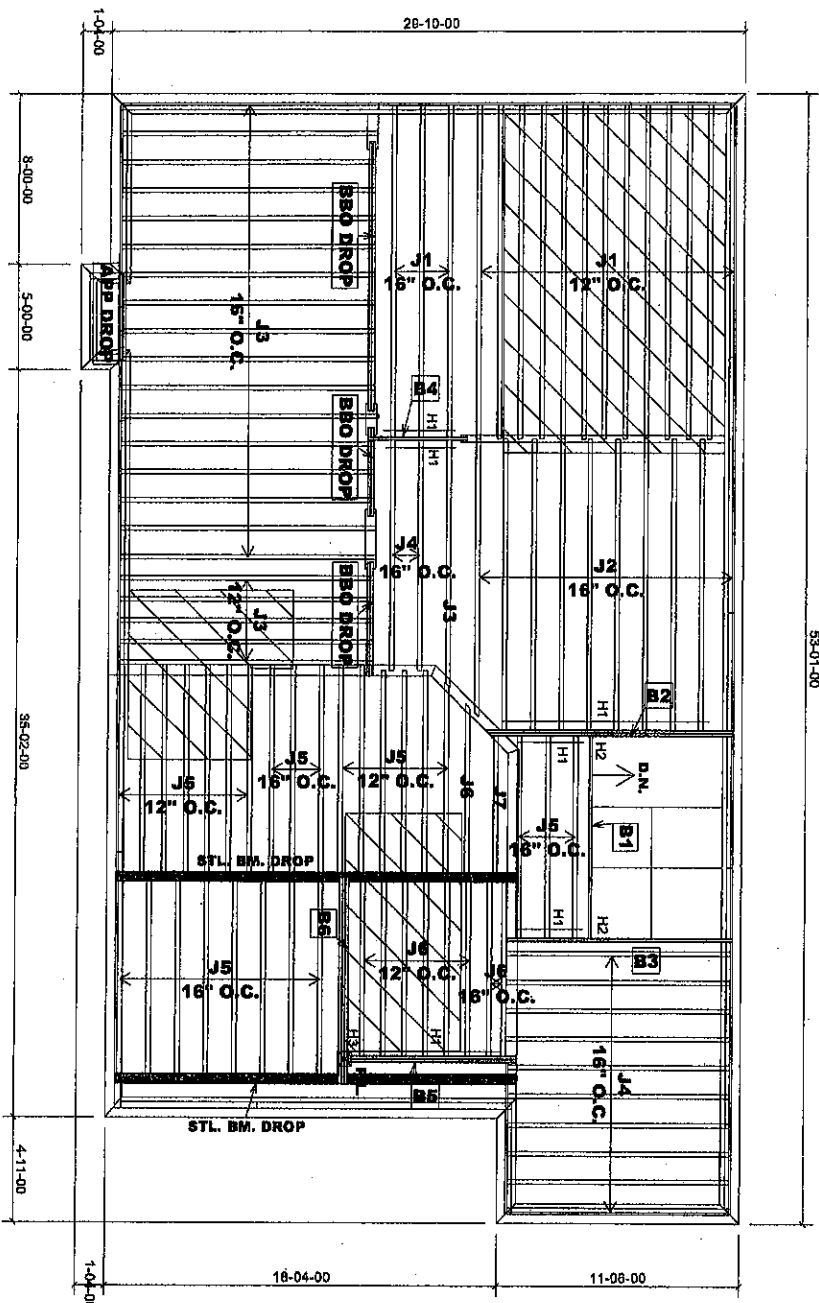 1-04-00
28-10-00
8-00-00
5-00-00
35-02-00
4-11-00
53-01-00
1-04-0
18-04-00
11-06-00
BBO DROP
J1
16" O.C.
J1
12" O.C.
APP DROP
J3
16" O.C.
B4
H1
H1
BBO DROP
J4
16" O.C.
J2
16" O.C.
J3
12" O.C.
BBO DROP
J3
B2
H1
H2
H1
D.N.
J5
12" O.C.
J5
16" O.C.
J5
12" O.C.
J6
J7
J5
16" O.C.
B1
STL. BM. DROP
H1
H2
J5
16" O.C.
B6
J6
12" O.C.
J6
16" O.C.
B3
J4
16" O.C.
H3
H1
B5
STL. BM. DROP